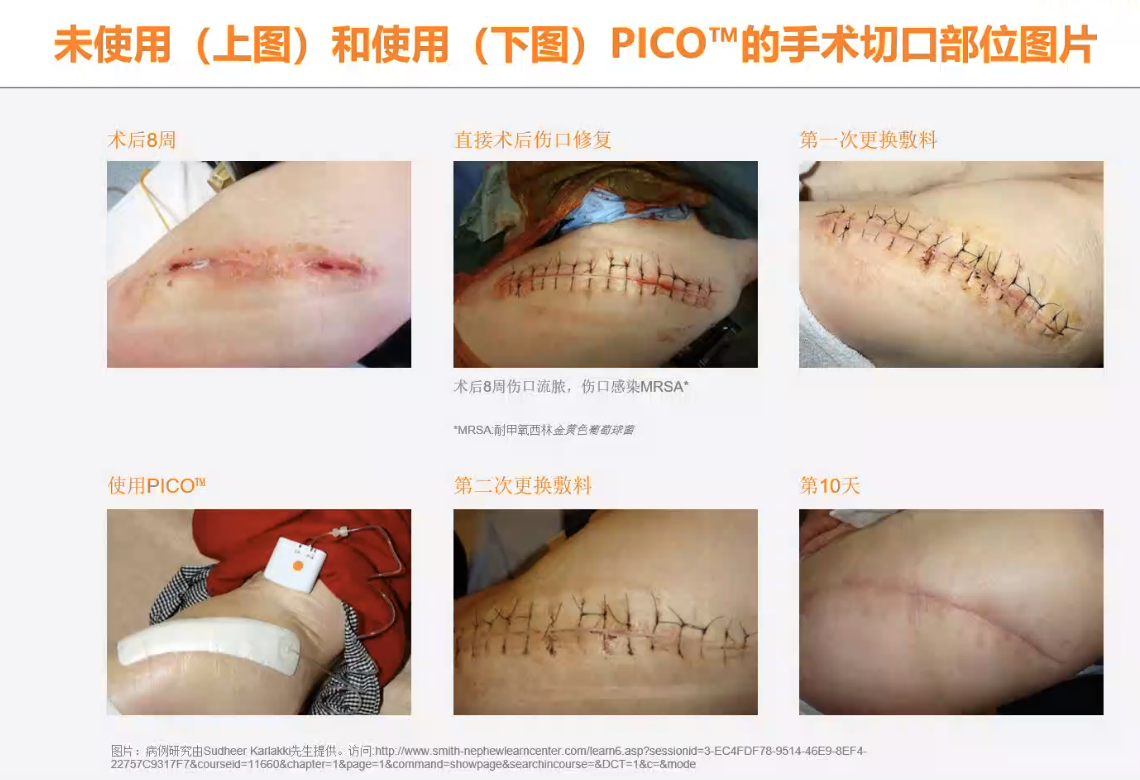 未使用（上图）和使用（下图）PICO™的手术切口部位图片
术后8周
直接术后伤口修复
第一次更换敷料
术后8周伤口流脓，伤口感染MRSA*
*MRSA:耐甲氧西林金黄色葡萄球菌
使用PICO™
第二次更换敷料
第10天
图片：病例研究由Sudheer Karlakki先生提供。访问:http://www.smith-nephewlearncenter.com/learn6.asp?sessionid=3-EC4FDF78-9514-46E9-8EF4-
22757C9317F7&courseid=11660&chapter=1&page=1&command=showpage&searchincourse=&DCT=1&c=&mode